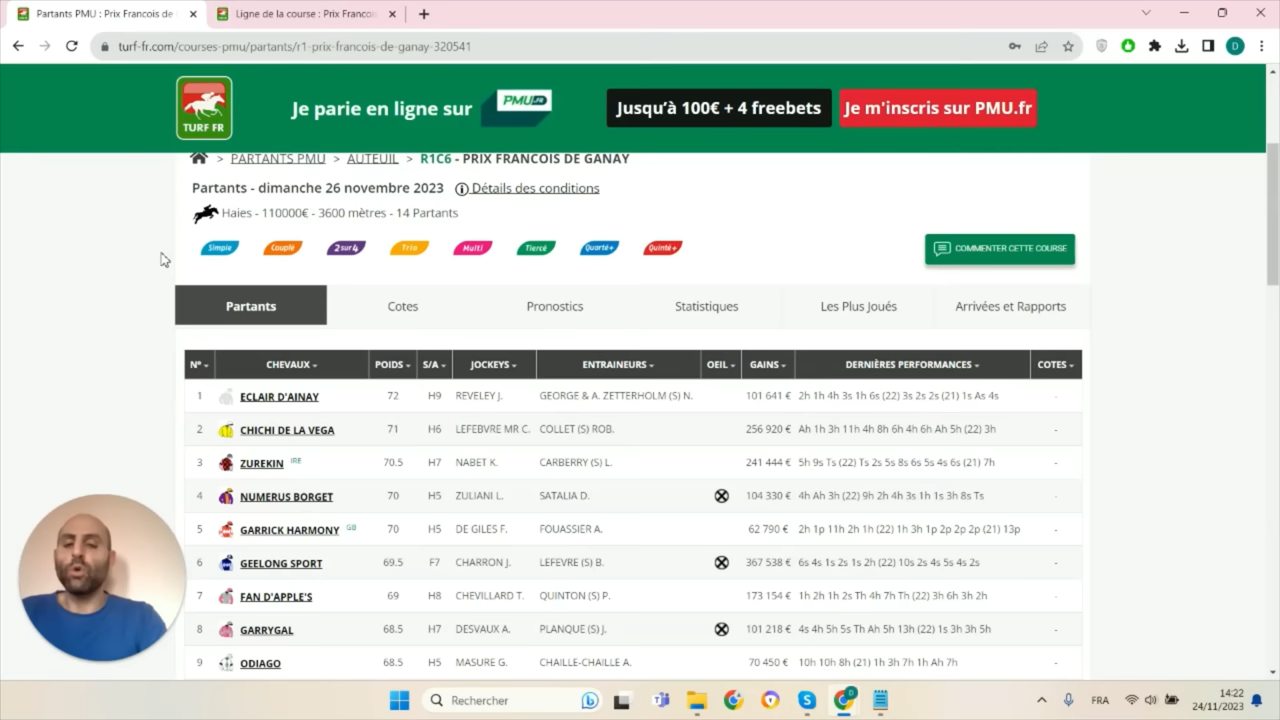 Partants PMU : Prix Francois de
Ligne de la course : Prix Francois
turf-fr.com/courses-pmu/partants/r1-prix-francois-de-ganay-320541
D
TURF FR
Je parie en ligne sur
PMU.fr
Jusqu'à 100€ + 4 freebets
Je m'inscris sur PMU.fr
> PARTANTS PMU > AUTEUIL > R1C6 - PRIX FRANCOIS DE GANAY
Partants - dimanche 26 novembre 2023 Détails des conditions
Haies - 110000€ - 3600 mètres - 14 Partants
Simple Couplé 2sur4 Trio Multi Tiercé Quarté+ Quinté+
COMMENTER CETTE COURSE
Partants Cotes Pronostics Statistiques Les Plus Joués Arrivées et Rapports
N° CHEVAUX POIDS S/A JOCKEYS ENTRAINEURS OEIL GAINS DERNIÈRES PERFORMANCES COTES
1 ECLAIR D'AINAY 72 H9 REVELEY J. GEORGE & A. ZETTERHOLM (S) N. 101 641 € 2h 1h 4h 3s 1h 6s (22) 3s 2s 2s (21) 1s As 4s -
2 CHICHI DE LA VEGA 71 H6 LEFEBVRE MR C. COLLET (S) ROB. 256 920 € Ah 1h 3h 11h 4h 8h 6h 4h 6h Ah 5h (22) 3h -
3 ZUREKIN IRE 70.5 H7 NABET K. CARBERRY (S) L. 241 444 € 5h 9s Ts (22) Ts 2s 5s 8s 6s 5s 4s 6s (21) 7h -
4 NUMERUS BORGET 70 H5 ZULIANI L. SATALIA D. 104 330 € 4h Ah 3h (22) 9h 2h 4h 3s 1h 1s 3h 8s Ts -
5 GARRICK HARMONY GB 70 H5 DE GILES F. FOUASSIER A. 62 790 € 2h 1p 11h 2h 1h (22) 1h 3h 1p 2p 2p 2p (21) 13p -
6 GEELONG SPORT 69.5 F7 CHARRON J. LEFEVRE (S) B. 367 538 € 6s 4s 1s 2s 1s 2h (22) 10s 2s 4s 5s 4s 2s -
7 FAN D'APPLE'S 69 H8 CHEVILLARD T. QUINTON (S) P. 173 154 € 1h 2h 1h 2s Th 4h 7h Th (22) 3h 6h 3h 2h -
8 GARRYGAL 68.5 H7 DESVAUX A. PLANQUE (S) J. 101 218 € 4s 4h 5h 5s Th Ah 5h 13h (22) 1s 3h 3h 5h -
9 ODIAGO 68.5 H5 MASURE G. CHAILLE-CHAILLE A. 70 450 € 10h 10h 8h (21) 1h 3h 7h 1h Ah 7h -
Rechercher
FRA
14:22
24/11/2023